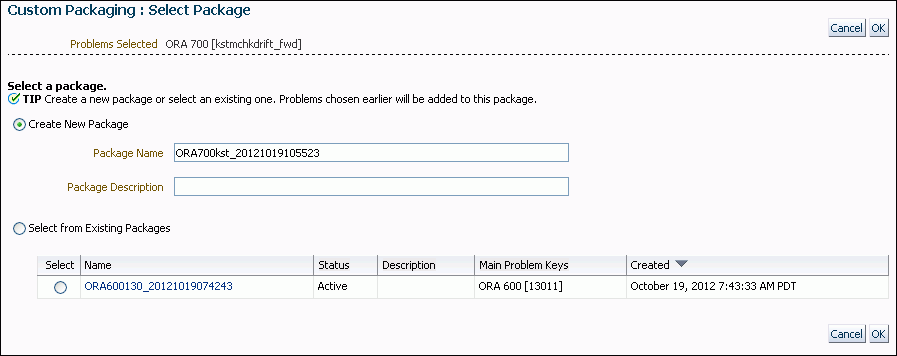 Custom Packaging : Select Package
Cancel OK
Problems Selected ORA 700 [kstmchkdrift_fwd]
Select a package.
TIP Create a new package or select an existing one. Problems chosen earlier will be added to this package.
Create New Package
Package Name ORA700kst_20121019105523
Package Description
Select from Existing Packages
Select Name Status Description Main Problem Keys Created
ORA600130_20121019074243 Active ORA 600 [13011] October 19, 2012 7:43:33 AM PDT
Cancel OK